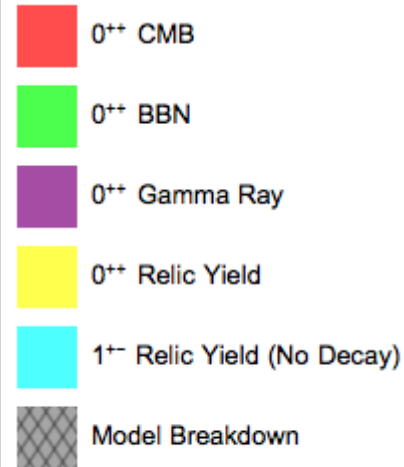 0⁺⁺ CMB
0⁺⁺ BBN
0⁺⁺ Gamma Ray
0⁺⁺ Relic Yield
1⁺⁻ Relic Yield (No Decay)
Model Breakdown